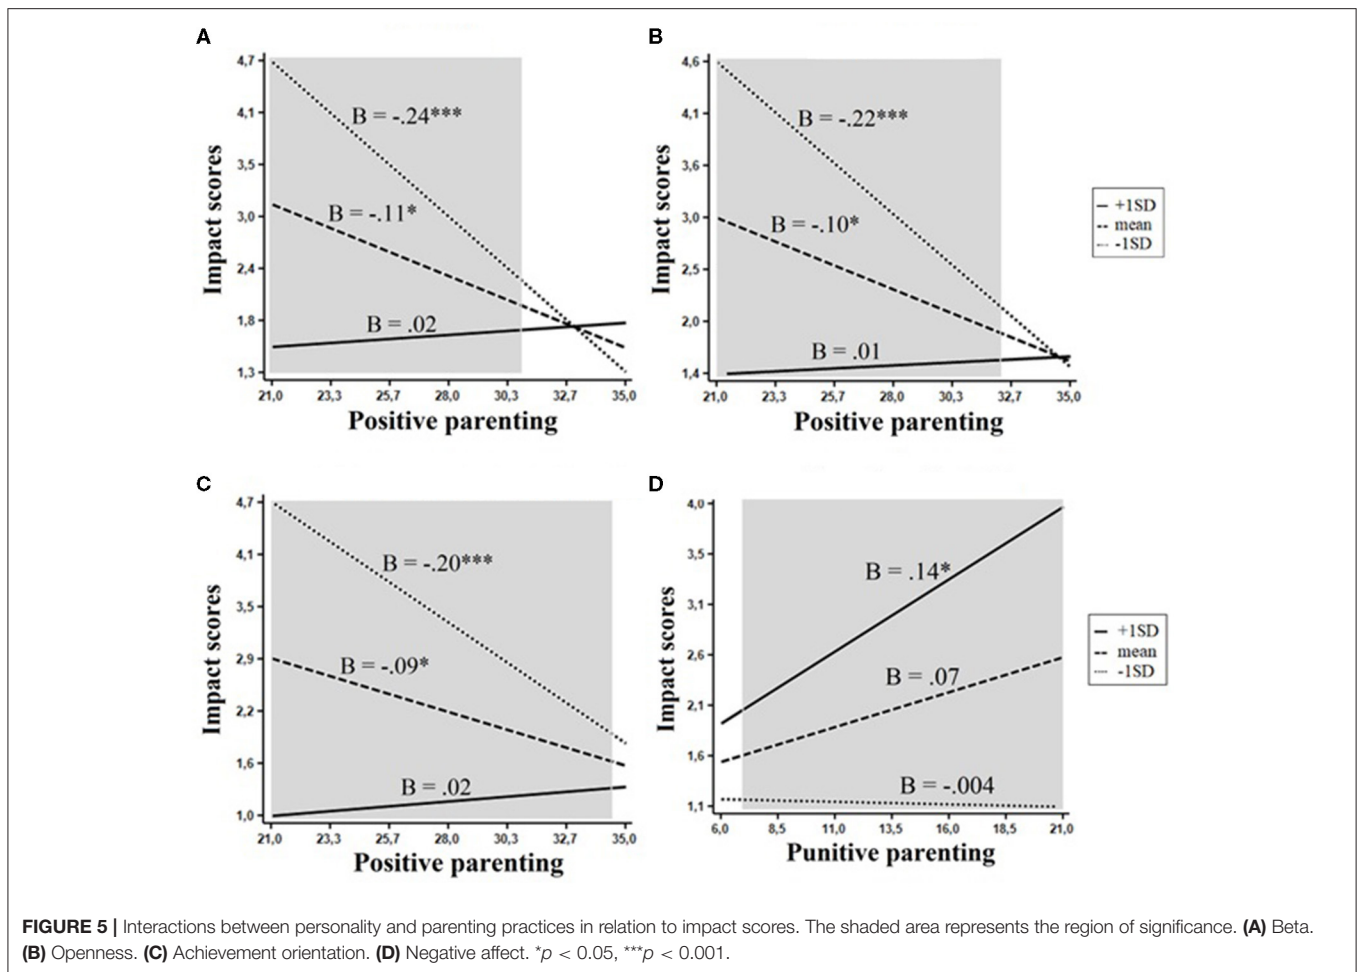 A
4,7
4,1
3,5
3,0
2,4
1,8
1,3
Impact scores
B = -.24***
B = -.11*
B = .02
21,0 23,3 25,7 28,0 30,3 32,7 35,0
Positive parenting
B
4,6
4,1
3,6
3,0
2,5
2,0
1,4
Impact scores
B = -.22***
B = -.10*
B = .01
21,0 23,3 25,7 28,0 30,3 32,7 35,0
Positive parenting
+1SD
mean
-1SD
C
4,7
4,1
3,5
2,9
2,2
1,6
1,0
Impact scores
B = -.20***
B = -.09*
B = .02
21,0 23,3 25,7 28,0 30,3 32,7 35,0
Positive parenting
D
4,0
3,5
3,1
2,6
2,1
1,6
1,1
Impact scores
B = .14*
B = .07
B = -.004
6,0 8,5 11,0 13,5 16,0 18,5 21,0
Punitive parenting
+1SD
mean
-1SD
FIGURE 5 | Interactions between personality and parenting practices in relation to impact scores. The shaded area represents the region of significance. (A) Beta.
(B) Openness. (C) Achievement orientation. (D) Negative affect. *p < 0.05, ***p < 0.001.